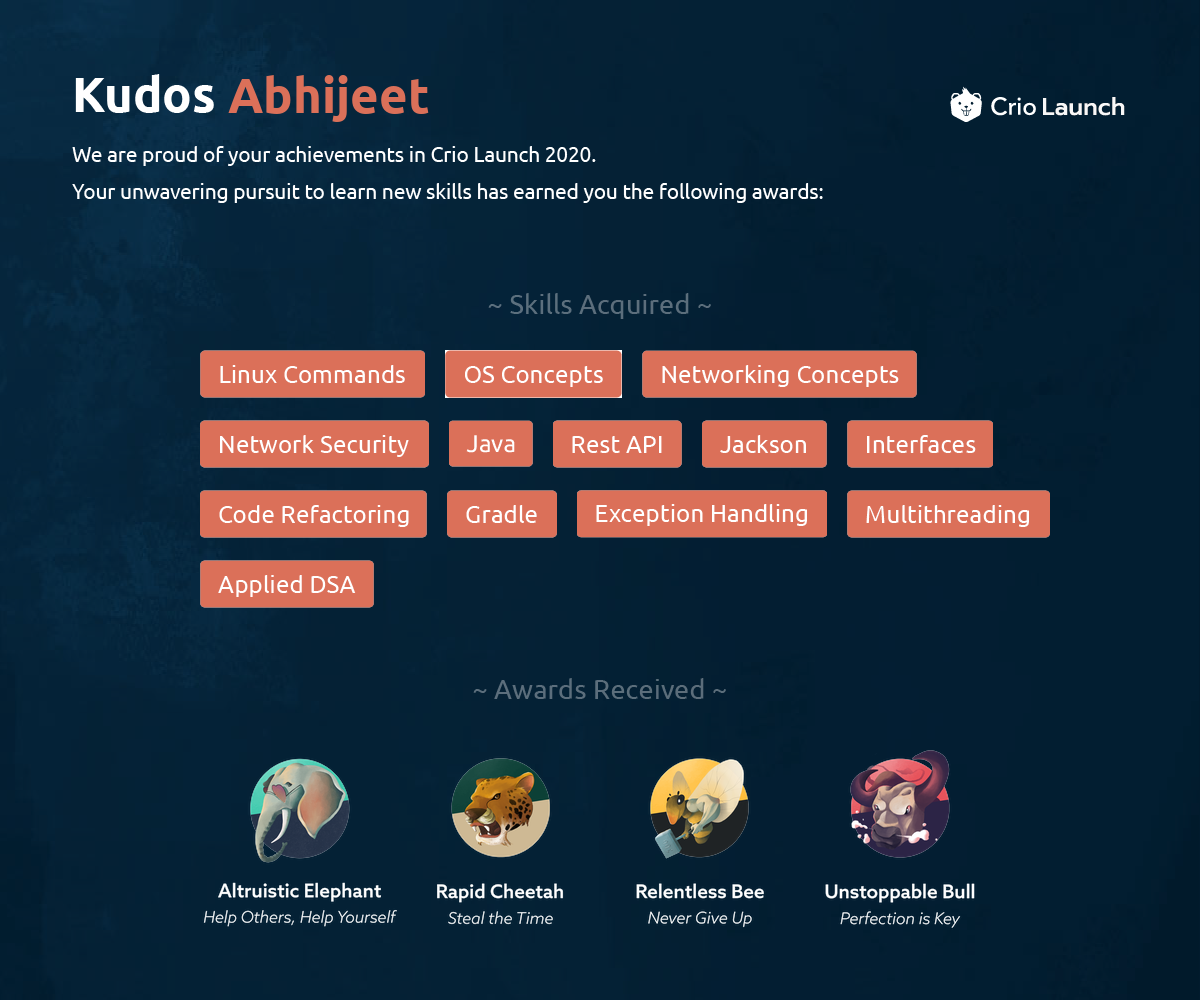 Kudos Abhijeet
Crio Launch
We are proud of your achievements in Crio Launch 2020.
Your unwavering pursuit to learn new skills has earned you the following awards:
~ Skills Acquired ~
Linux Commands OS Concepts Networking Concepts
Network Security Java Rest API Jackson Interfaces
Code Refactoring Gradle Exception Handling Multithreading
Applied DSA
~ Awards Received ~
Altruistic Elephant Rapid Cheetah Relentless Bee Unstoppable Bull
Help Others, Help Yourself Steal the Time Never Give Up Perfection is Key